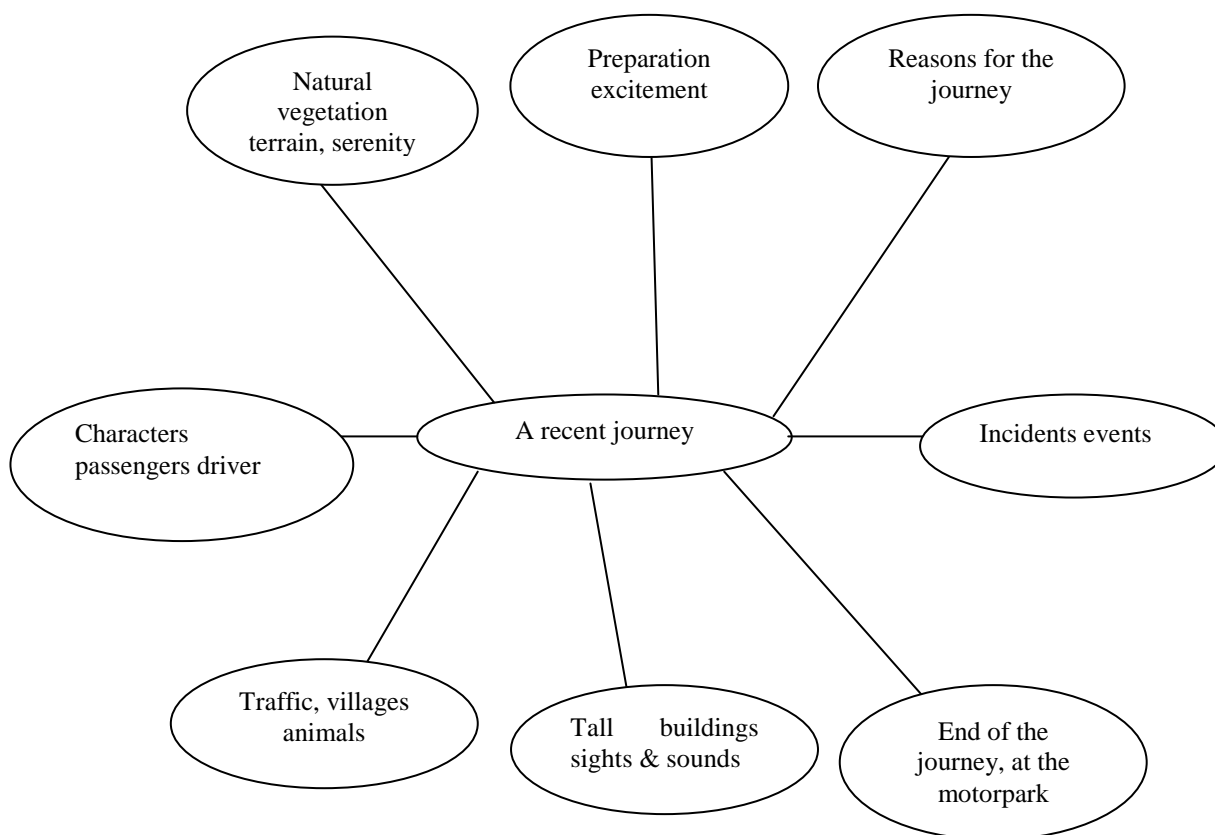 Natural
vegetation
terrain, serenity
Preparation
excitement
Reasons for the
journey
Characters
passengers driver
A recent journey
Incidents events
Traffic, villages
animals
Tall buildings
sights & sounds
End of the
journey, at the
motorpark